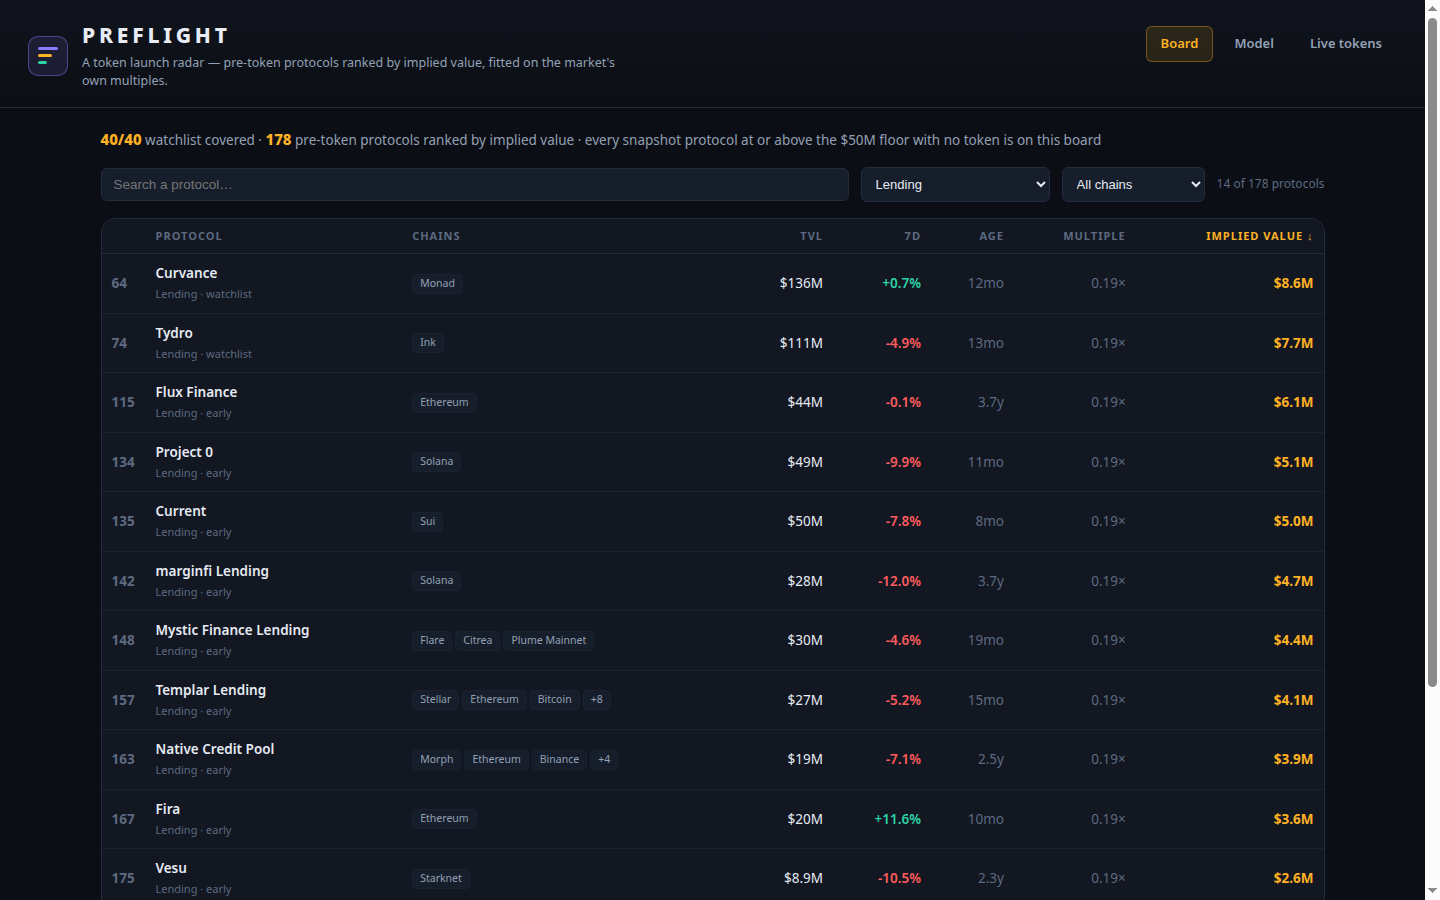 PREFLIGHT
A token launch radar — pre-token protocols ranked by implied value, fitted on the market's
own multiples.
Board
Model
Live tokens
40/40 watchlist covered · 178 pre-token protocols ranked by implied value · every snapshot protocol at or above the $50M floor with no token is on this board
Search a protocol…
Lending
All chains
14 of 178 protocols
PROTOCOL CHAINS TVL 7D AGE MULTIPLE IMPLIED VALUE ↓
64 Curvance Monad $136M +0.7% 12mo 0.19× $8.6M
Lending · watchlist
74 Tydro Ink $111M -4.9% 13mo 0.19× $7.7M
Lending · watchlist
115 Flux Finance Ethereum $44M -0.1% 3.7y 0.19× $6.1M
Lending · early
134 Project 0 Solana $49M -9.9% 11mo 0.19× $5.1M
Lending · early
135 Current Sui $50M -7.8% 8mo 0.19× $5.0M
Lending · early
142 marginfi Lending Solana $28M -12.0% 3.7y 0.19× $4.7M
Lending · early
148 Mystic Finance Lending Flare Citrea Plume Mainnet $30M -4.6% 19mo 0.19× $4.4M
Lending · early
157 Templar Lending Stellar Ethereum Bitcoin +8 $27M -5.2% 15mo 0.19× $4.1M
Lending · early
163 Native Credit Pool Morph Ethereum Binance +4 $19M -7.1% 2.5y 0.19× $3.9M
Lending · early
167 Fira Ethereum $20M +11.6% 10mo 0.19× $3.6M
Lending · early
175 Vesu Starknet $8.9M -10.5% 2.3y 0.19× $2.6M
Lending · early